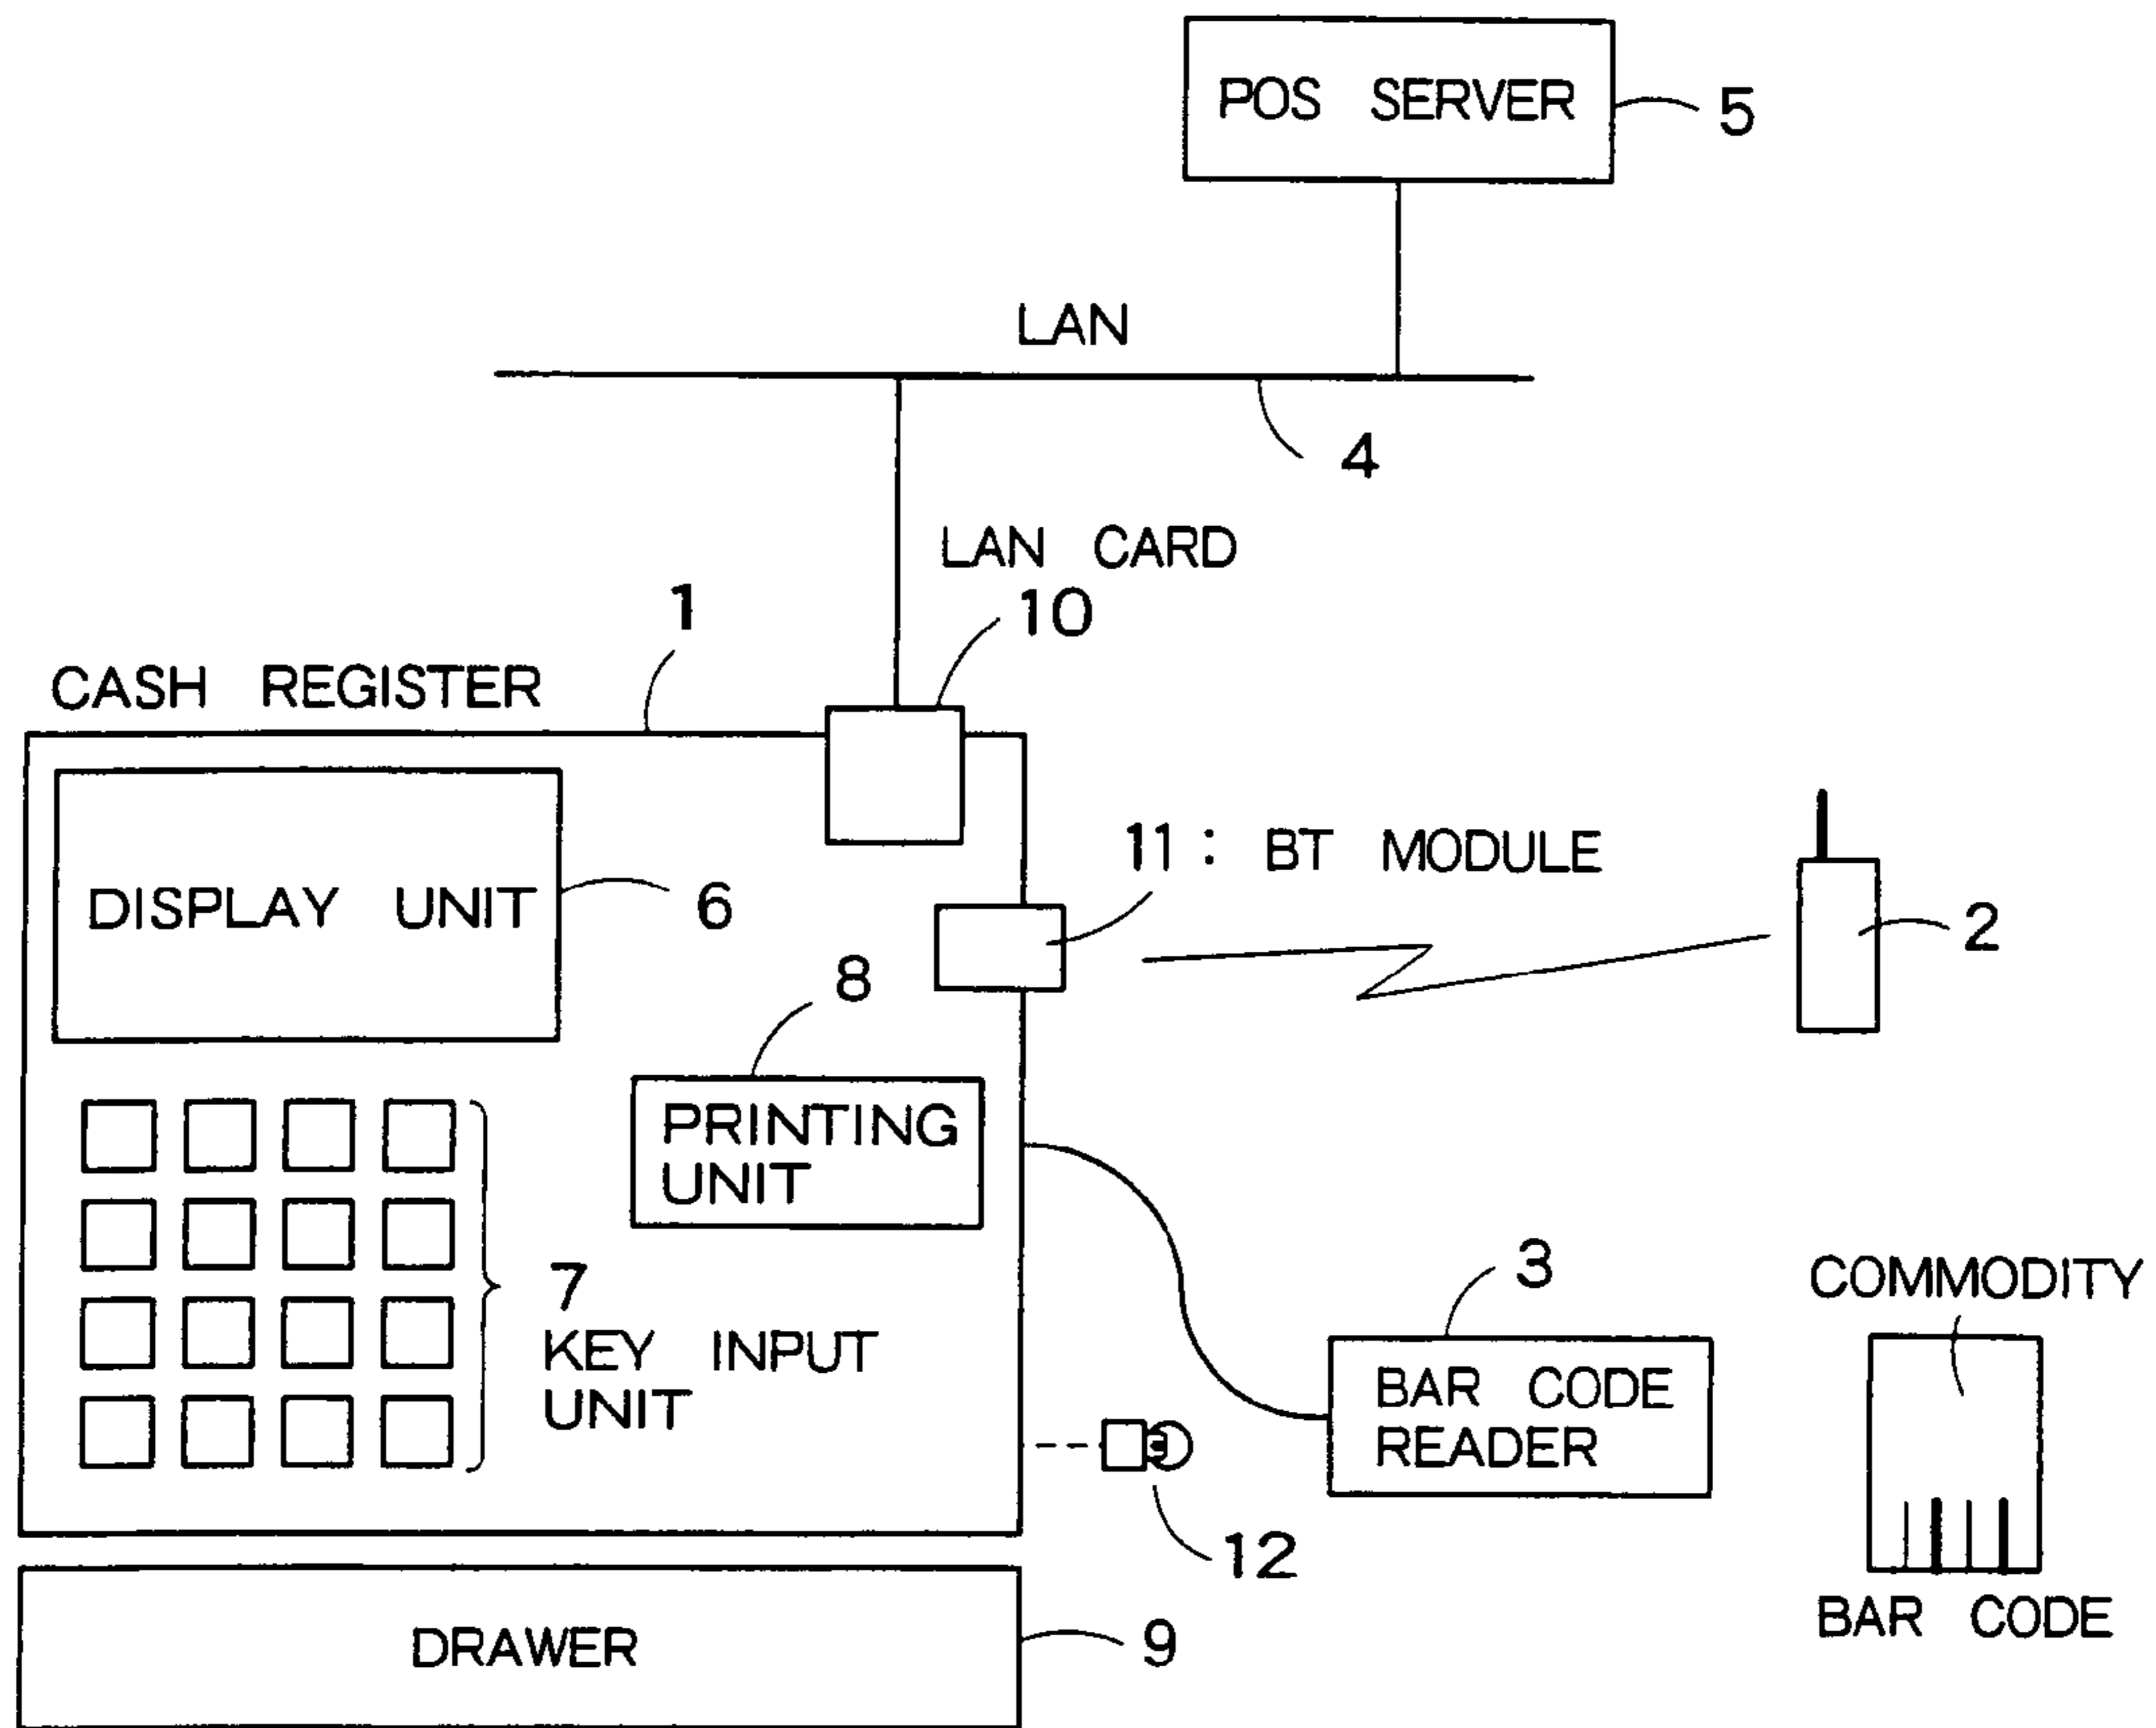 POS SERVER
5
LAN
4
LAN CARD
10
1
CASH REGISTER
11 : BT MODULE
DISPLAY UNIT
6
2
8
PRINTING
UNIT
7
KEY INPUT
UNIT
3
BAR CODE
READER
COMMODITY
12
BAR CODE
DRAWER
9